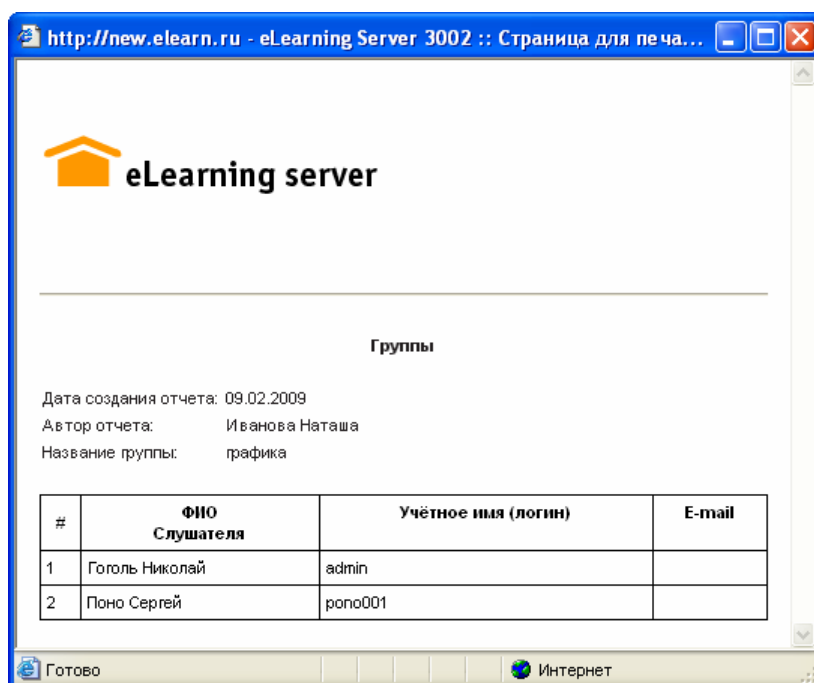 http://new.elearn.ru - eLearning Server 3002 :: Страница для печа...
eLearning server
Группы
Дата создания отчета: 09.02.2009
Автор отчета: Иванова Наташа
Название группы: графика
# ФИО Слушателя Учётное имя (логин) E-mail
1 Гоголь Николай admin
2 Поно Сергей pono001
Готово Интернет